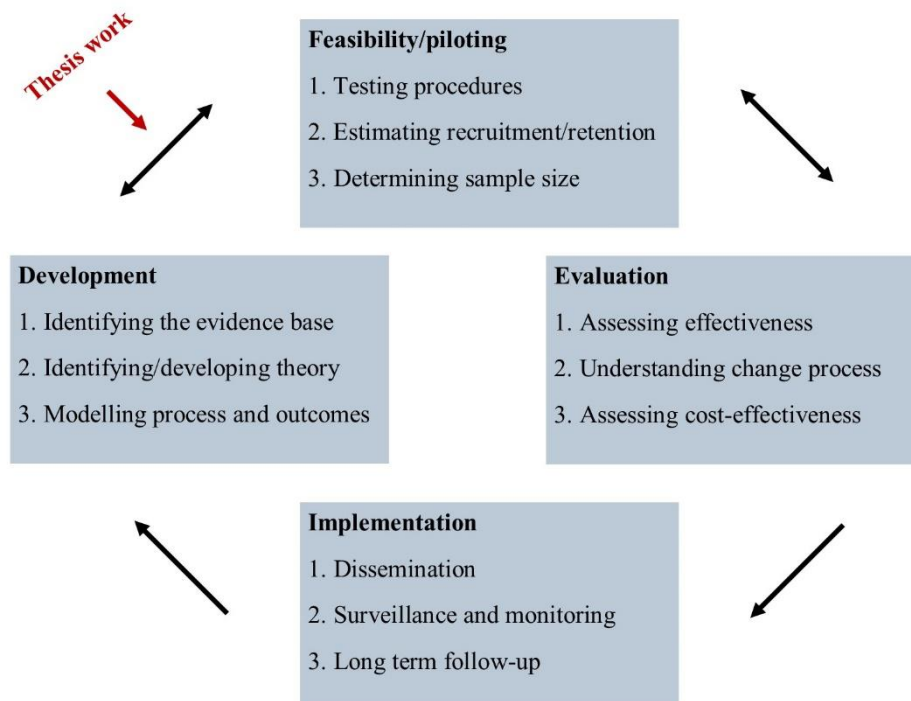 Thesis work
Feasibility/piloting
1. Testing procedures
2. Estimating recruitment/retention
3. Determining sample size
Development
1. Identifying the evidence base
2. Identifying/developing theory
3. Modelling process and outcomes
Evaluation
1. Assessing effectiveness
2. Understanding change process
3. Assessing cost-effectiveness
Implementation
1. Dissemination
2. Surveillance and monitoring
3. Long term follow-up